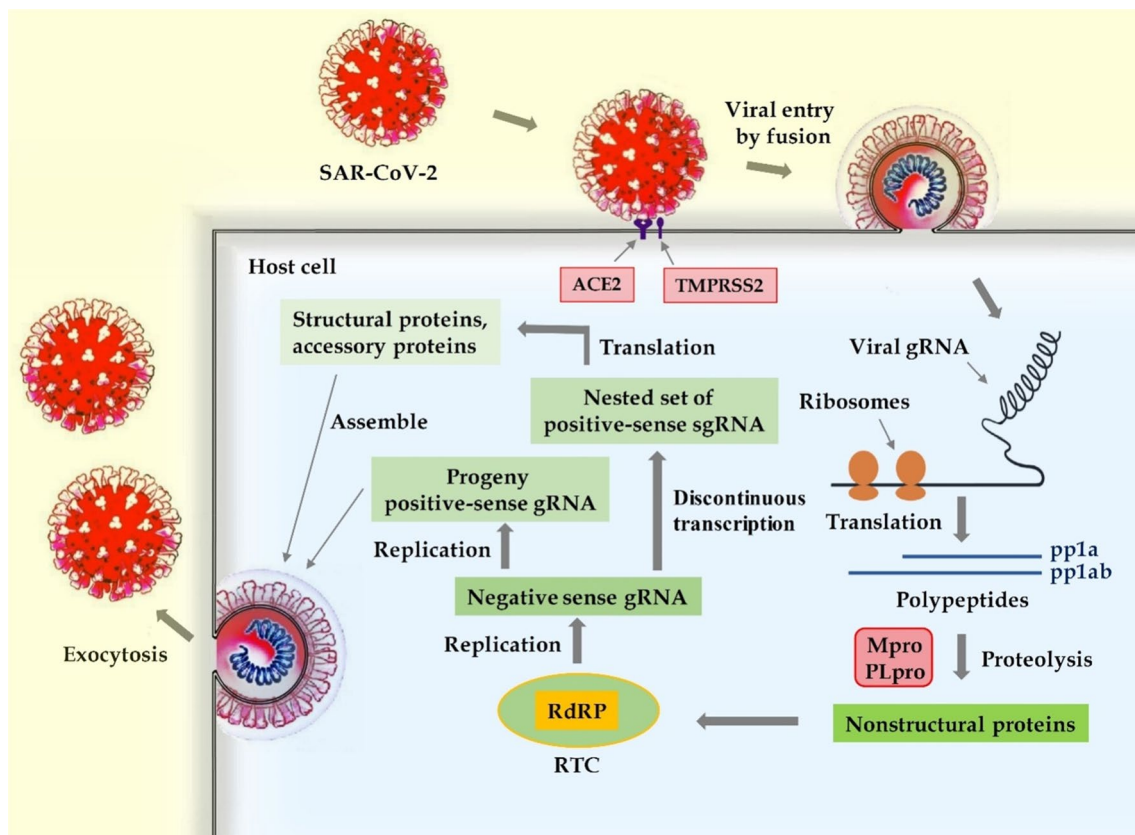 SAR-CoV-2
Viral entry
by fusion
Host cell
ACE2
TMPRSS2
Structural proteins,
accessory proteins
Translation
Viral gRNA
Nested set of
positive-sense sgRNA
Ribosomes
Assemble
Progeny
positive-sense gRNA
Discontinuous
transcription
Translation
Replication
pp1a
pp1ab
Negative sense gRNA
Polypeptides
Replication
Mpro
PLpro
Proteolysis
Exocytosis
RdRP
Nonstructural proteins
RTC